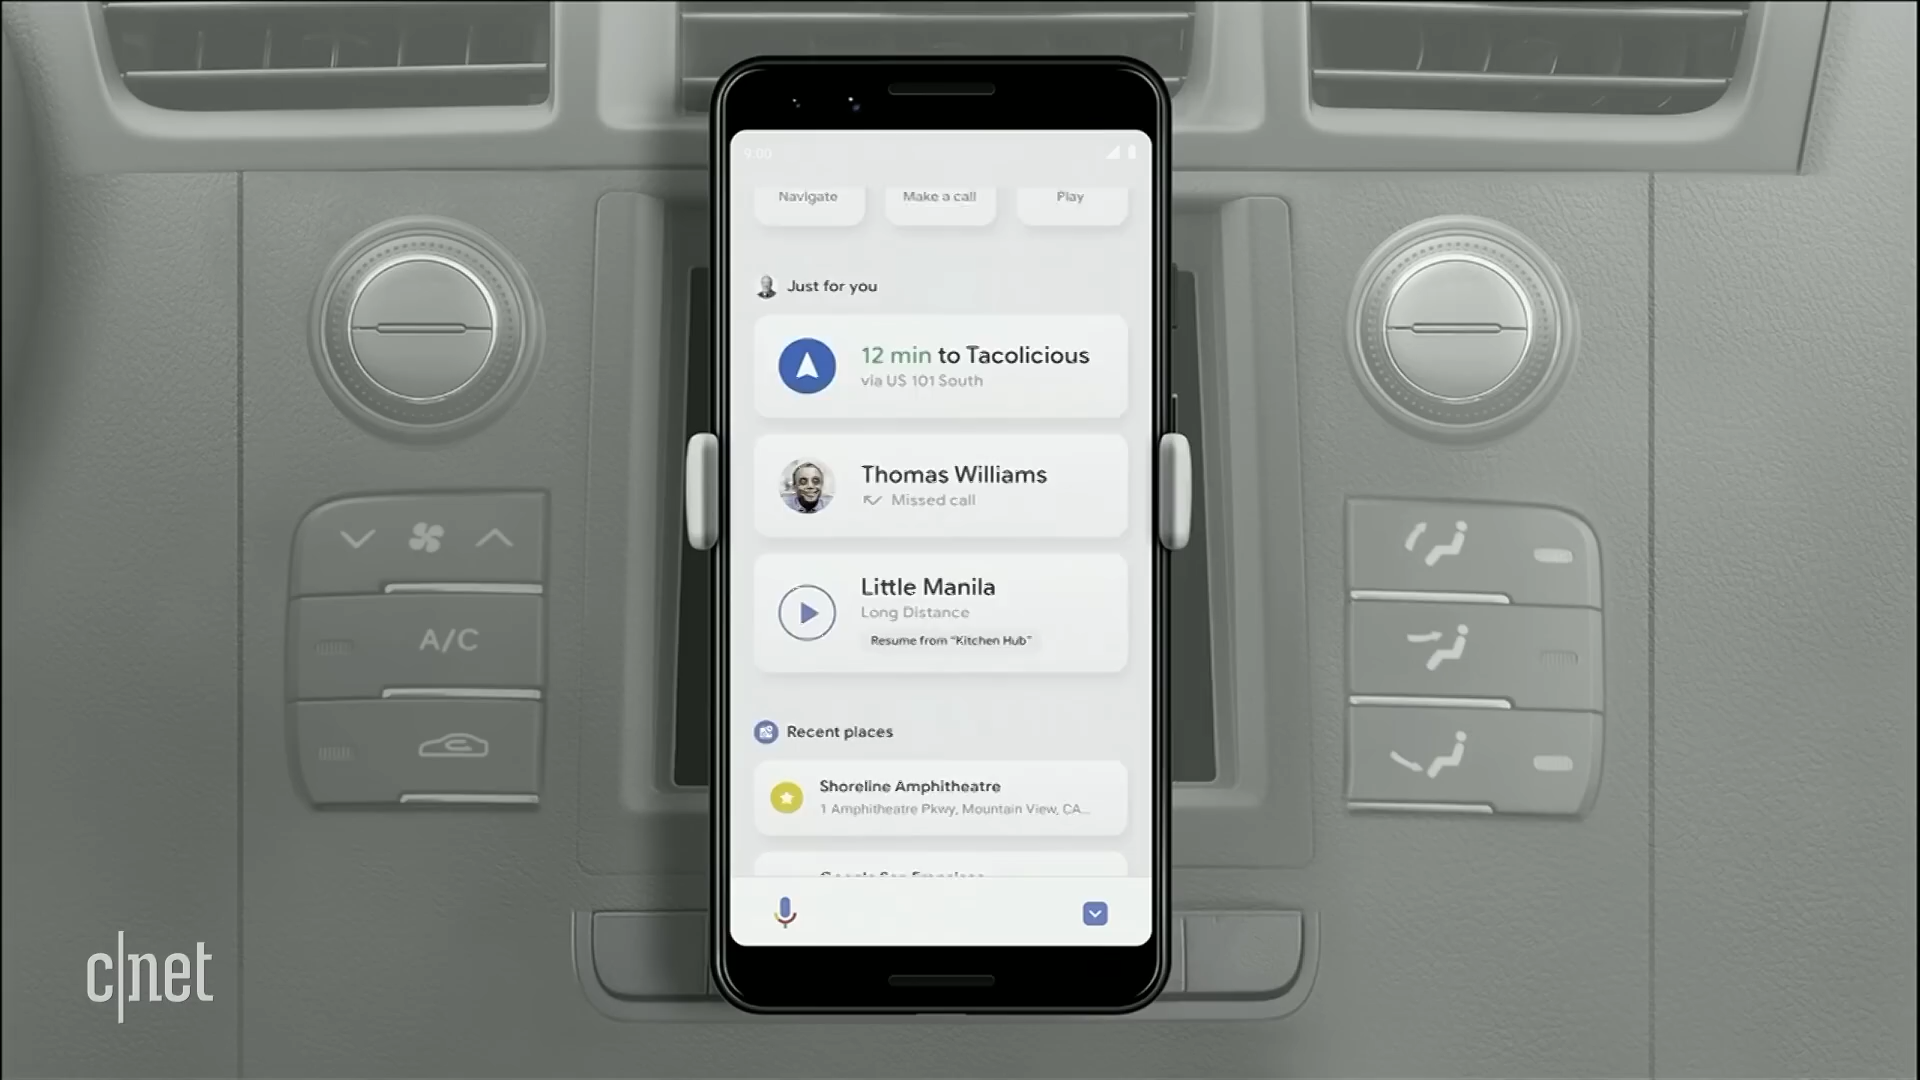 9:00
Navigate
Make a call
Play
Just for you
12 min to Tacolicious
via US 101 South
Thomas Williams
Missed call
Little Manila
Long Distance
Resume from "Kitchen Hub"
Recent places
Shoreline Amphitheatre
1 Amphitheatre Pkwy, Mountain View, CA...
A/C
c|net